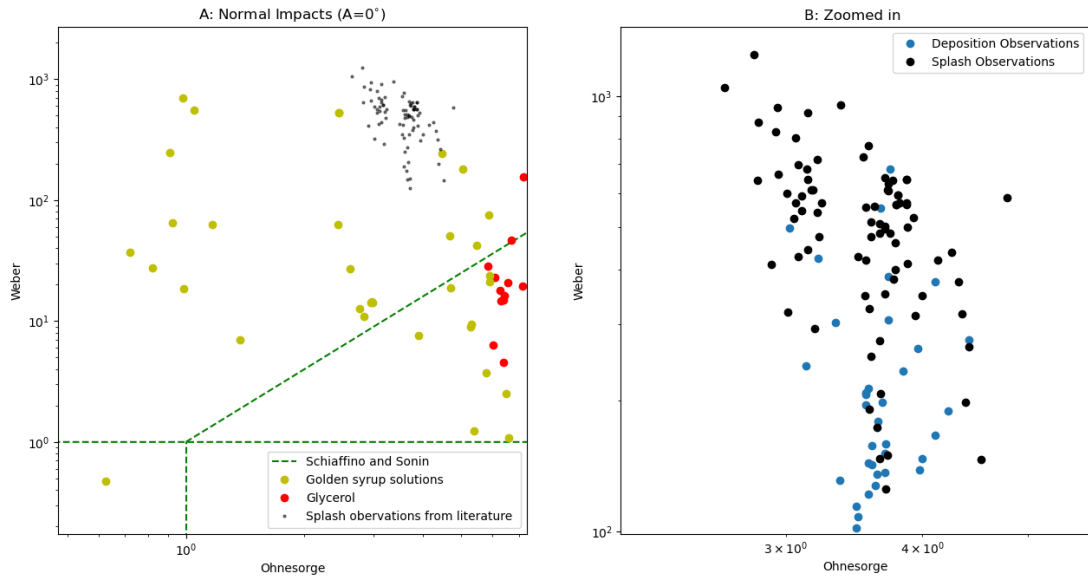 A: Normal Impacts (A=0°)
B: Zoomed in
Weber
10³
10²
10¹
10⁰
Schiaffino and Sonin
Golden syrup solutions
Glycerol
Splash obervations from literature
10⁰
Ohnesorge
Deposition Observations
Splash Observations
Weber
10³
10²
3 × 10⁰
4 × 10⁰
Ohnesorge